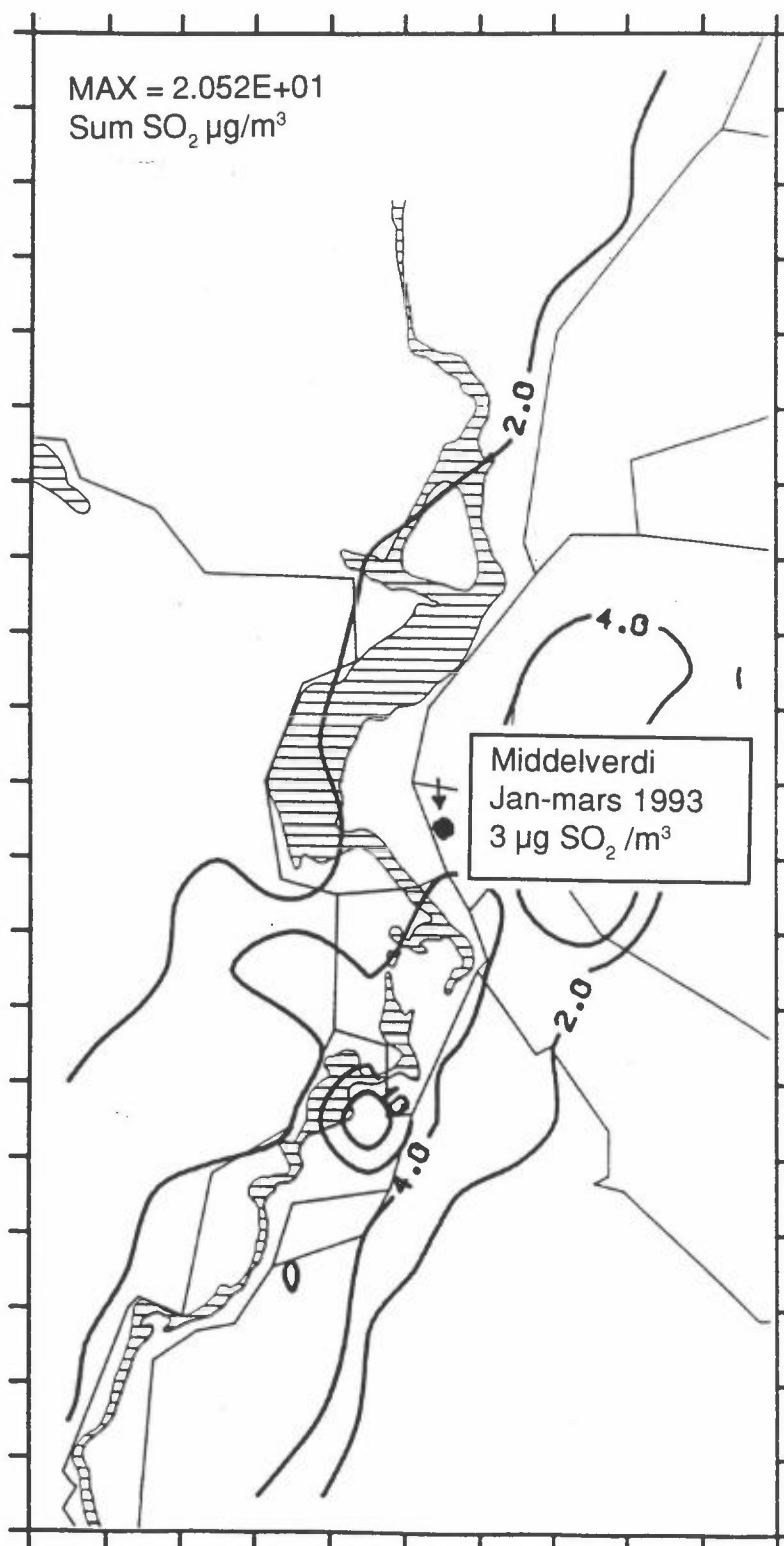 MAX = 2.052E+01
Sum SO₂ µg/m³
2.0
4.0
Middelverdi
Jan-mars 1993
3 µg SO₂ /m³
2.0
4.0